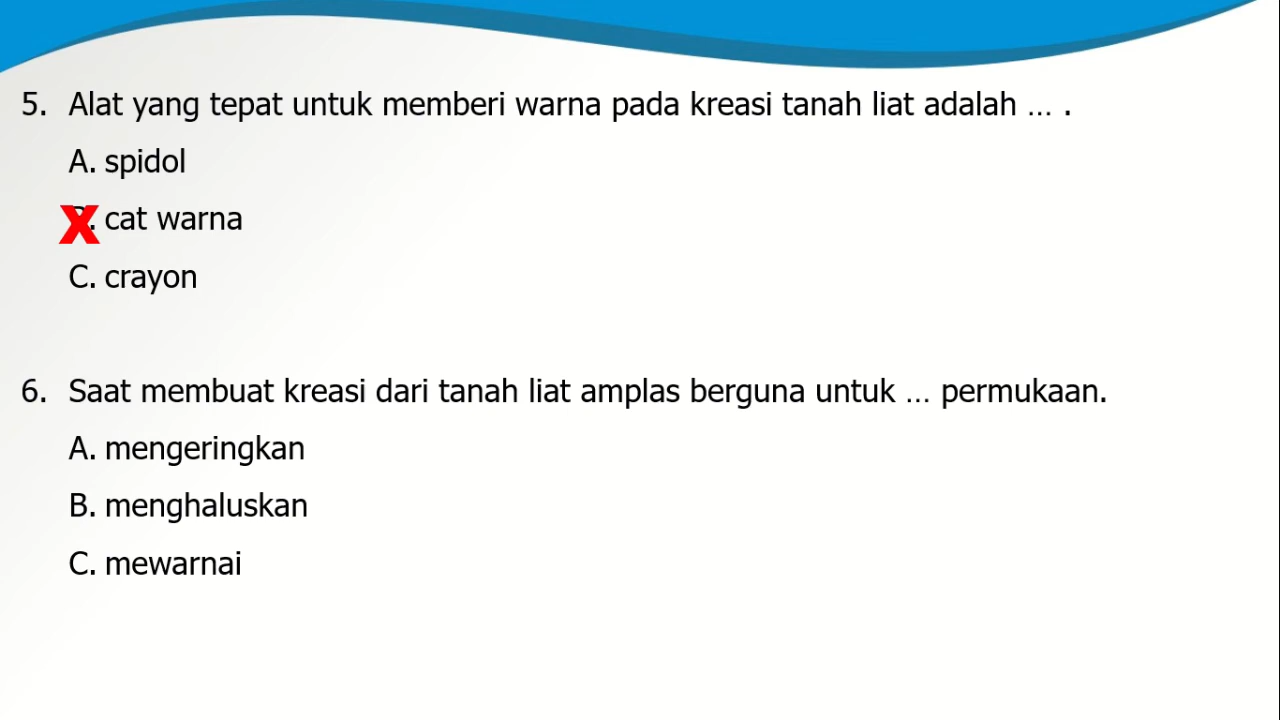 5. Alat yang tepat untuk memberi warna pada kreasi tanah liat adalah ... .
A. spidol
X. cat warna
C. crayon
6. Saat membuat kreasi dari tanah liat amplas berguna untuk ... permukaan.
A. mengeringkan
B. menghaluskan
C. mewarnai